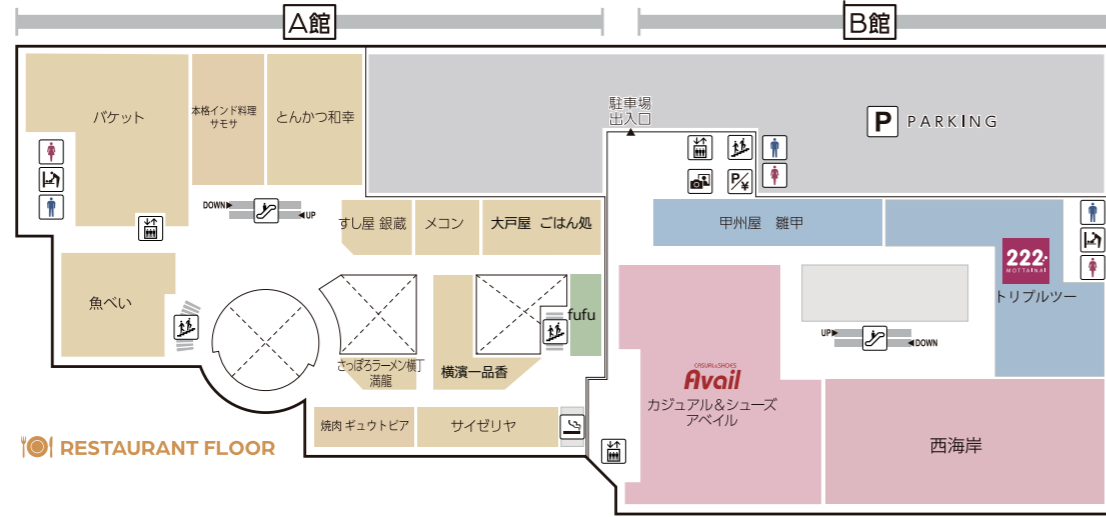 A館
B館
バケット
本格インド料理
サモサ
とんかつ和幸
駐車場
出入口
P PARKING
P/¥
DOWN
UP
すし屋 銀蔵
メコン
大戸屋 ごはん処
甲州屋 雛甲
222
MOTTAINAI
トリプルツー
魚べい
fufu
UP
DOWN
さっぽろラーメン横丁
満龍
横濱一品香
CASUAL&SHOES
Avail
カジュアル&シューズ
アベイル
焼肉 ギュウトピア
サイゼリヤ
西海岸
RESTAURANT FLOOR